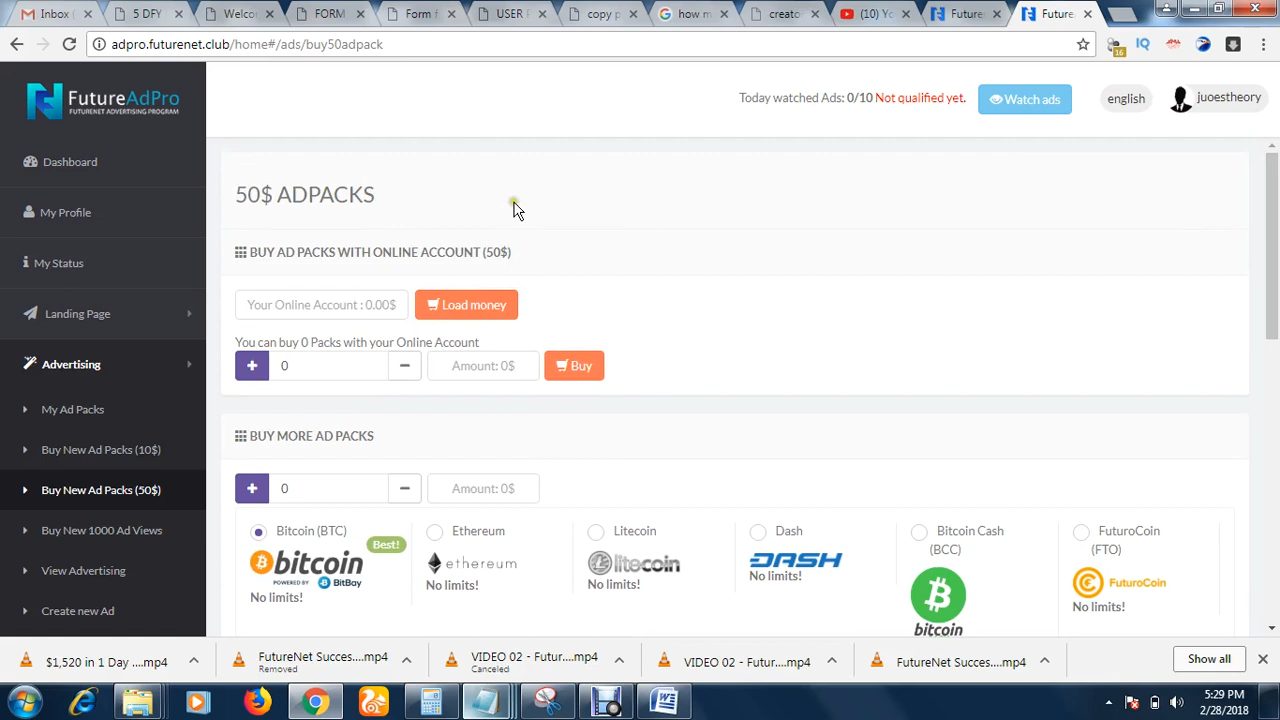 Inbox (
5 DFY
Welco
FORM
Form f
USER F
copy p
how m
creato
(10) Yo
Future
Future
adpro.futurenet.club/home#/ads/buy50adpack
16
IQ
FutureAdPro
FUTURENET ADVERTISING PROGRAM
Today watched Ads: 0/10 Not qualified yet.
Watch ads
english
juoestheory
Dashboard
My Profile
My Status
Landing Page
Advertising
My Ad Packs
Buy New Ad Packs (10$)
Buy New Ad Packs (50$)
Buy New 1000 Ad Views
View Advertising
Create new Ad
50$ ADPACKS
BUY AD PACKS WITH ONLINE ACCOUNT (50$)
Your Online Account : 0.00$
Load money
You can buy 0 Packs with your Online Account
+ 0 −
Amount: 0$
Buy
BUY MORE AD PACKS
+ 0 −
Amount: 0$
Bitcoin (BTC)
Best!
bitcoin
POWERED BY BitBay
No limits!
Ethereum
ethereum
No limits!
Litecoin
litecoin
No limits!
Dash
DASH
No limits!
Bitcoin Cash
(BCC)
bitcoin
FuturoCoin
(FTO)
FuturoCoin
No limits!
$1,520 in 1 Day ....mp4
FutureNet Succes....mp4
Removed
VIDEO 02 - Futur....mp4
Canceled
VIDEO 02 - Futur....mp4
FutureNet Succes....mp4
Show all
5:29 PM
2/28/2018